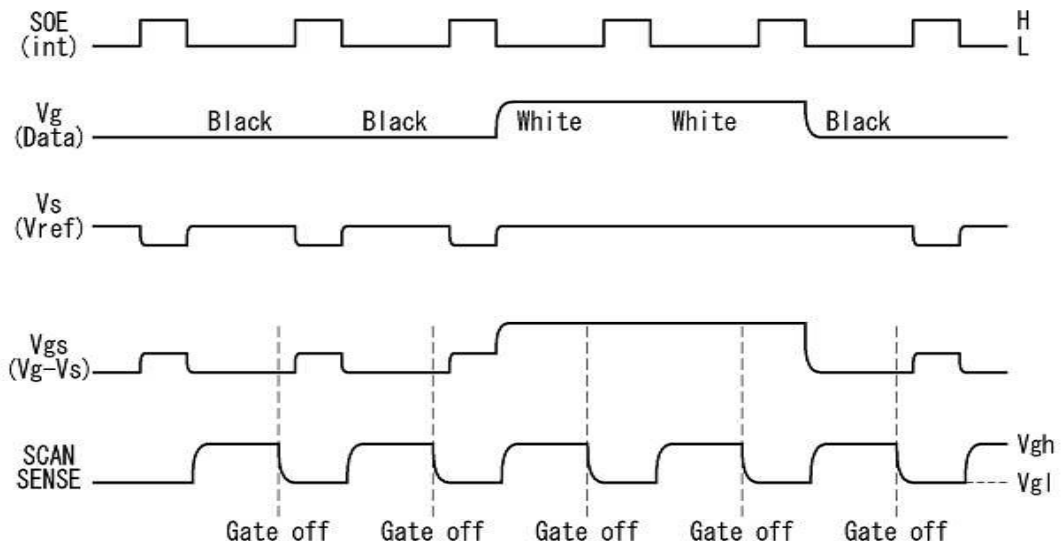 SOE
(int)
H
L
Vg
(Data)
Black
Black
White
White
Black
Vs
(Vref)
Vgs
(Vg-Vs)
SCAN
SENSE
Vgh
Vgl
Gate off
Gate off
Gate off
Gate off
Gate off